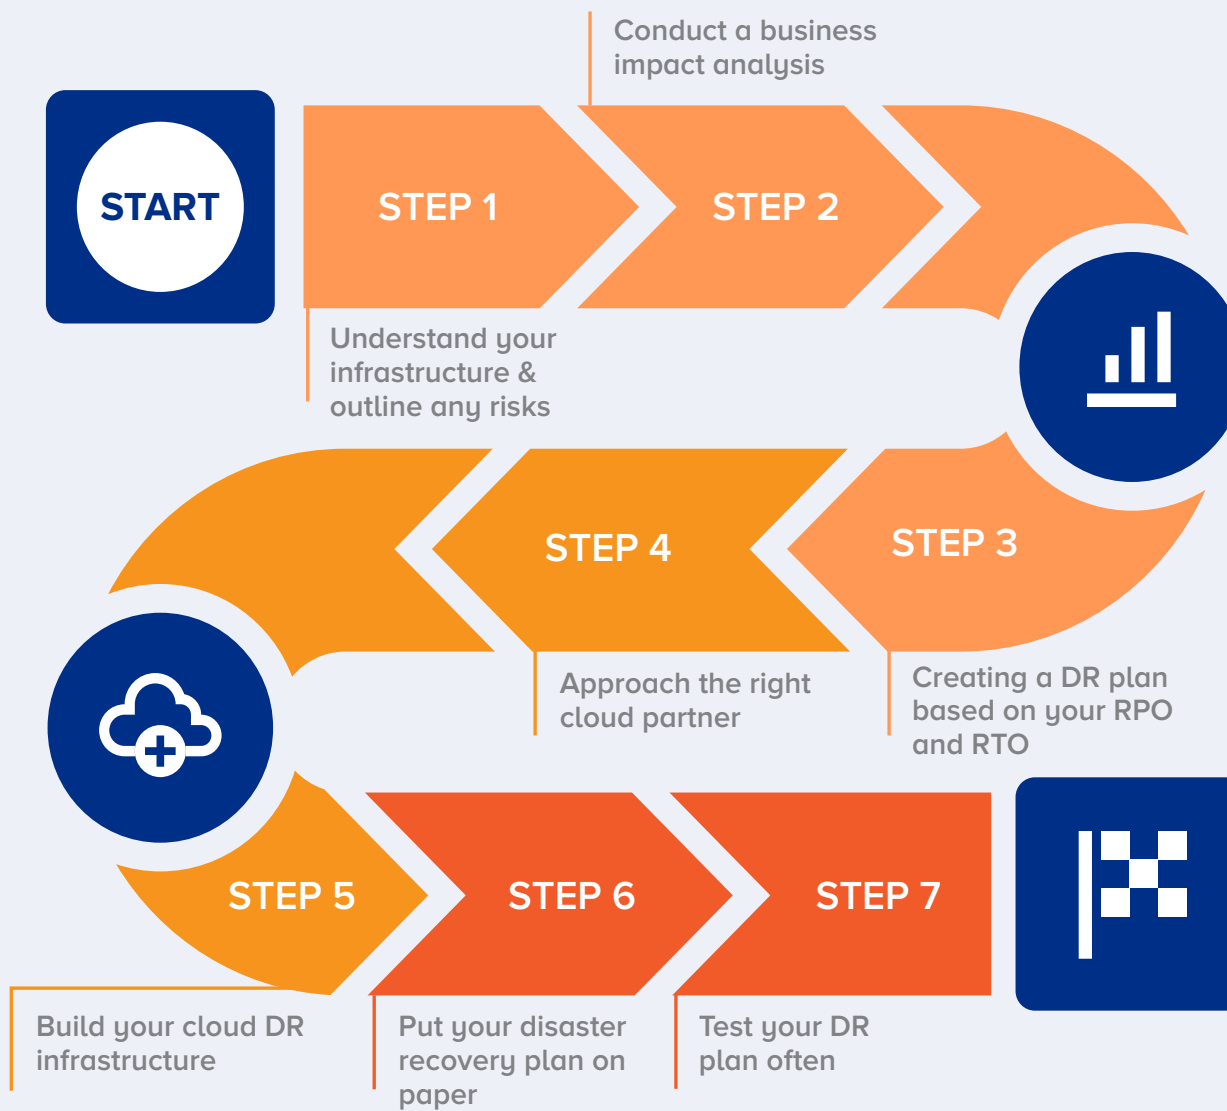 START
STEP 1
Understand your
infrastructure &
outline any risks
STEP 2
Conduct a business
impact analysis
STEP 3
Creating a DR plan
based on your RPO
and RTO
STEP 4
Approach the right
cloud partner
STEP 5
Build your cloud DR
infrastructure
STEP 6
Put your disaster
recovery plan on
paper
STEP 7
Test your DR
plan often